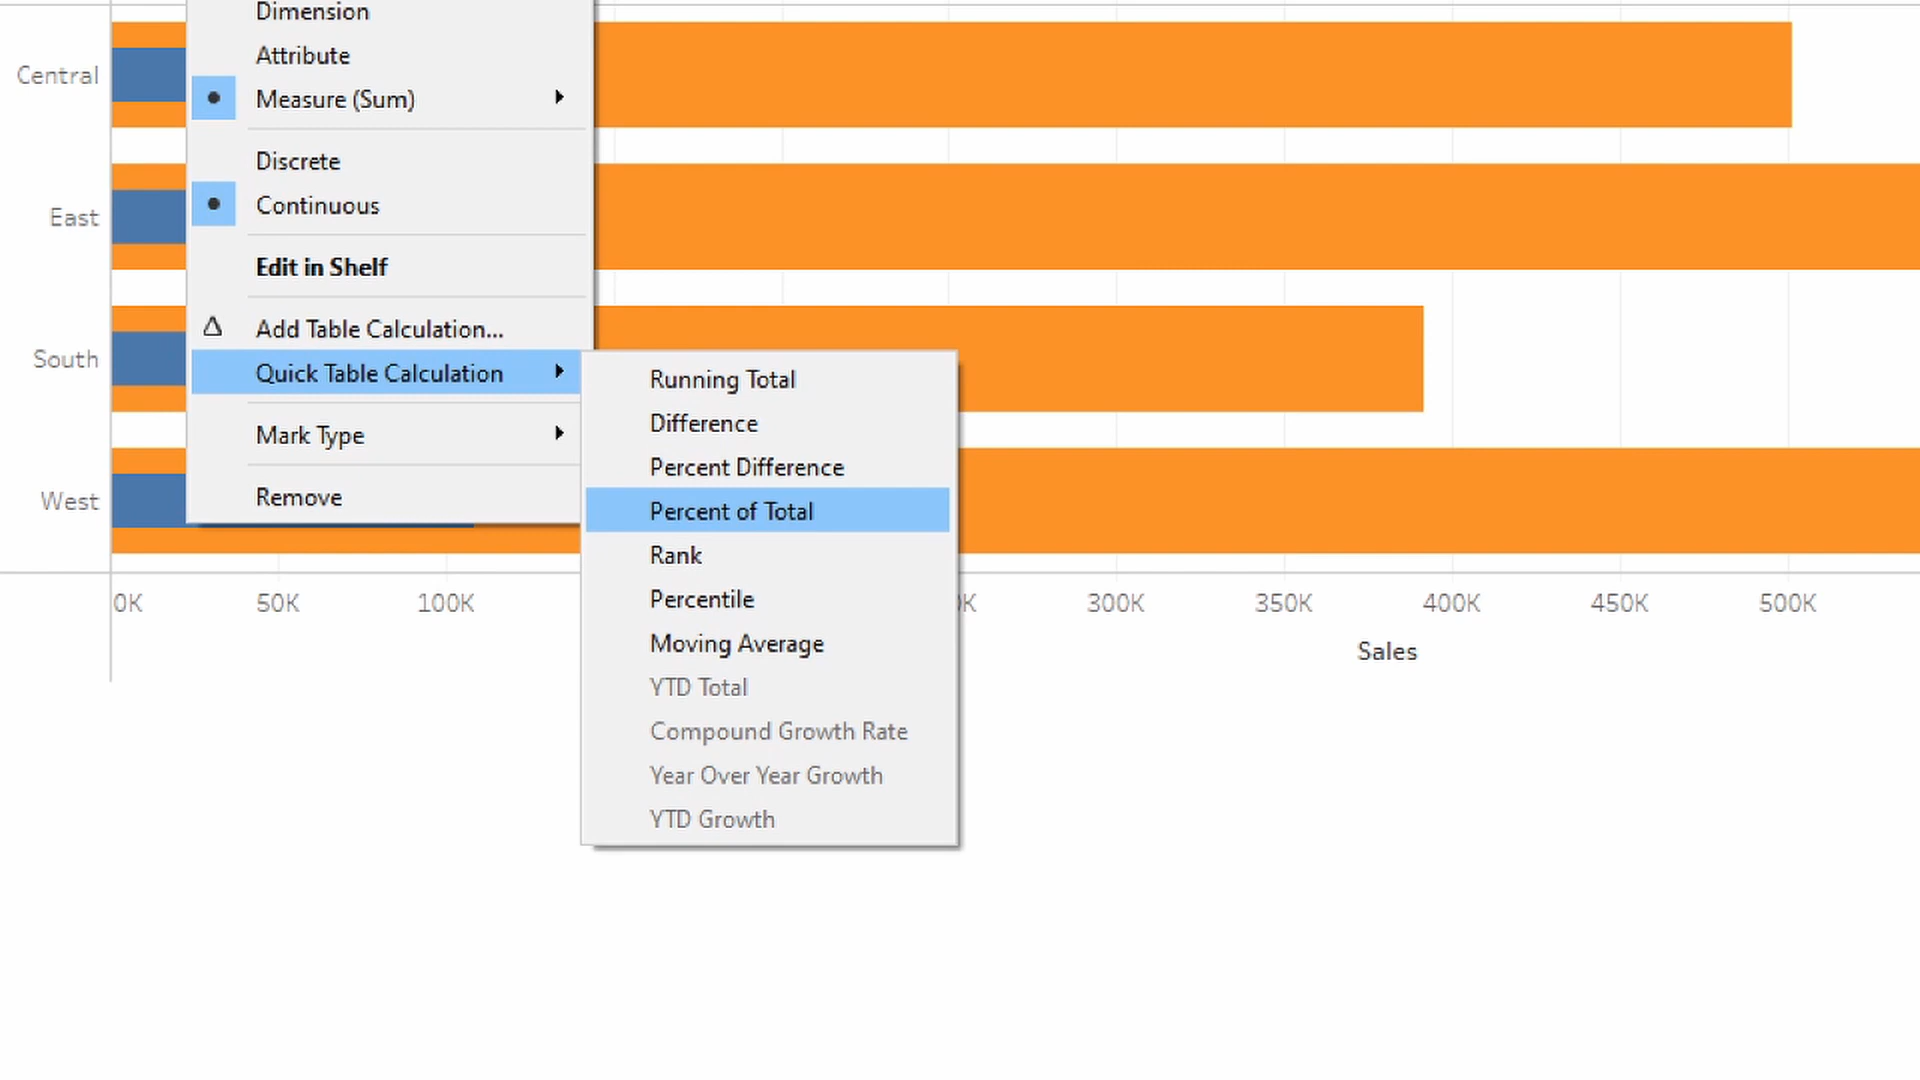 Dimension
Attribute
Measure (Sum)
Discrete
Continuous
Edit in Shelf
Add Table Calculation...
Quick Table Calculation
Mark Type
Remove
Running Total
Difference
Percent Difference
Percent of Total
Rank
Percentile
Moving Average
YTD Total
Compound Growth Rate
Year Over Year Growth
YTD Growth
Central
East
South
West
0K 50K 100K 300K 350K 400K 450K 500K
Sales